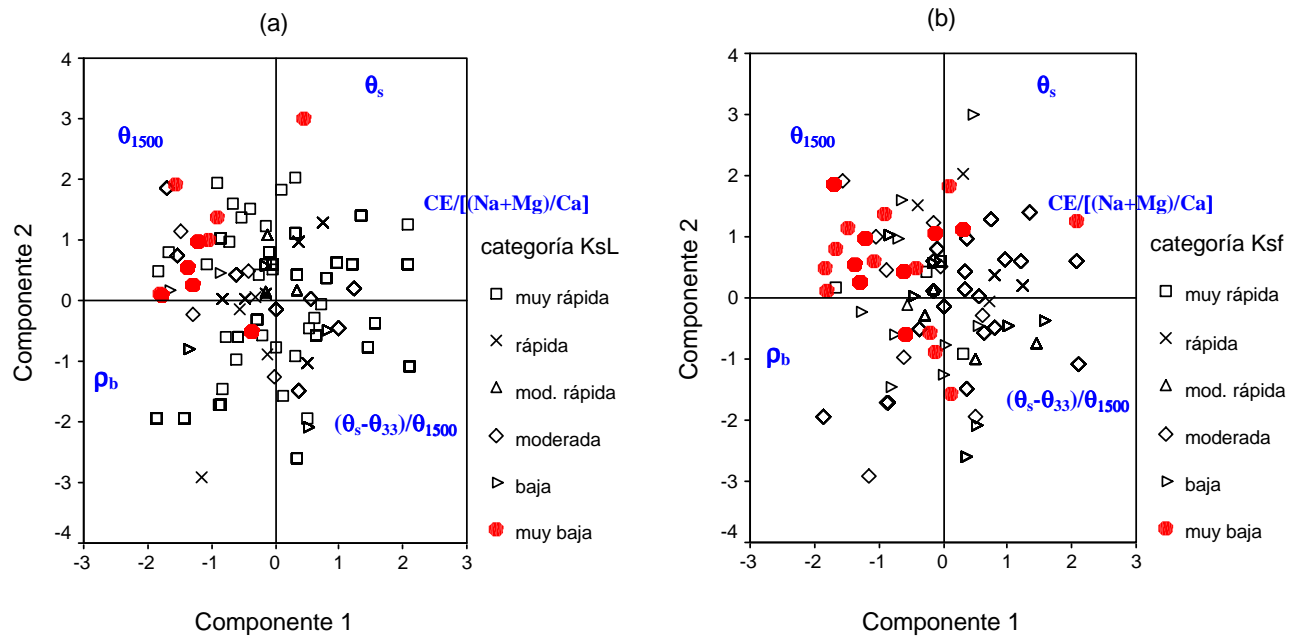 (a)
4
3
2
1
0
-1
-2
-3
-4
-3
-2
-1
0
1
2
3
Componente 2
Componente 1
θs
θ1500
CE/[(Na+Mg)/Ca]
ρb
(θs-θ33)/θ1500
categoría KsL
muy rápida
rápida
mod. rápida
moderada
baja
muy baja
(b)
4
3
2
1
0
-1
-2
-3
-4
-3
-2
-1
0
1
2
3
Componente 2
Componente 1
θs
θ1500
CE/[(Na+Mg)/Ca]
ρb
(θs-θ33)/θ1500
categoría Ksf
muy rápida
rápida
mod. rápida
moderada
baja
muy baja